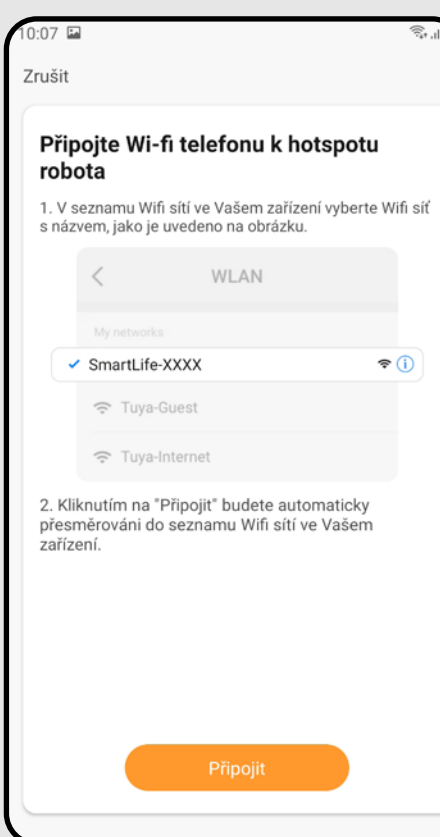 10:07
Zrušit
Připojte Wi-fi telefonu k hotspotu
robota
1. V seznamu Wifi sítí ve Vašem zařízení vyberte Wifi síť
s názvem, jako je uvedeno na obrázku.
WLAN
My networks
SmartLife-XXXX
Tuya-Guest
Tuya-Internet
2. Kliknutím na "Připojit" budete automaticky
přesměrováni do seznamu Wifi sítí ve Vašem
zařízení.
Připojit